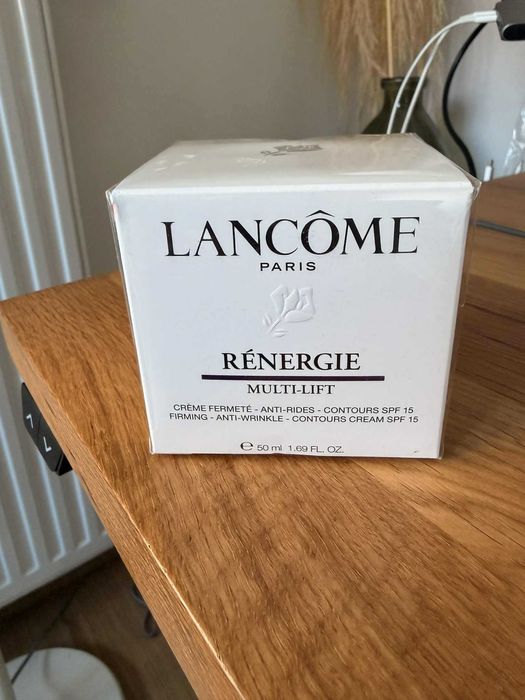 LANCÔME
PARIS
RÉNERGIE
MULTI-LIFT
CRÈME FERMETÉ - ANTI-RIDES - CONTOURS SPF 15
FIRMING - ANTI-WRINKLE - CONTOURS CREAM SPF 15
℮ 50 ml 1.69 FL. OZ.